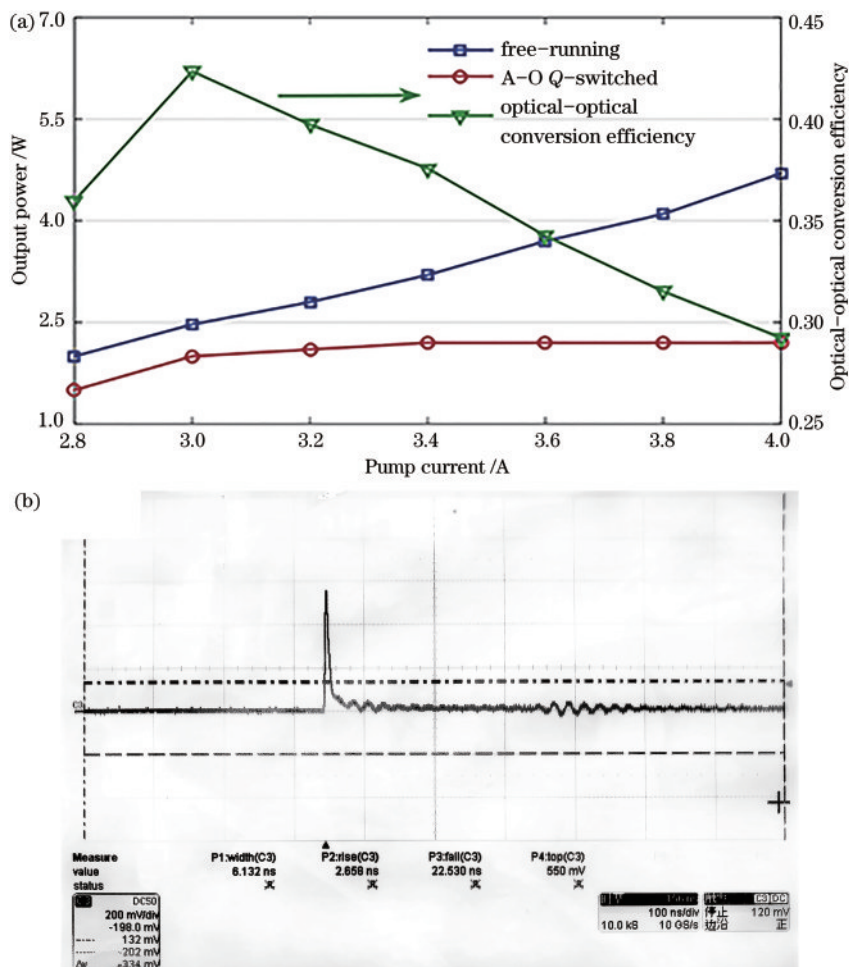 (a)
7.0
5.5
4.0
2.5
1.0
Output power /W
free-running
A-O Q-switched
optical-optical
conversion efficiency
0.45
0.40
0.35
0.30
0.25
Optical-optical conversion efficiency
2.8
3.0
3.2
3.4
3.6
3.8
4.0
Pump current /A
(b)
C3
Measure P1:width(C3) P2:rise(C3) P3:fall(C3) P4:top(C3)
value 6.132 ns 2.658 ns 22.530 ns 550 mV
status
DC50
200 mV/div
-198.0 mV
132 mV
-202 mV
-334 mV
100 ns/div
10.0 kS 10 GS/s
C3 DC
停止 120 mV
边沿 正